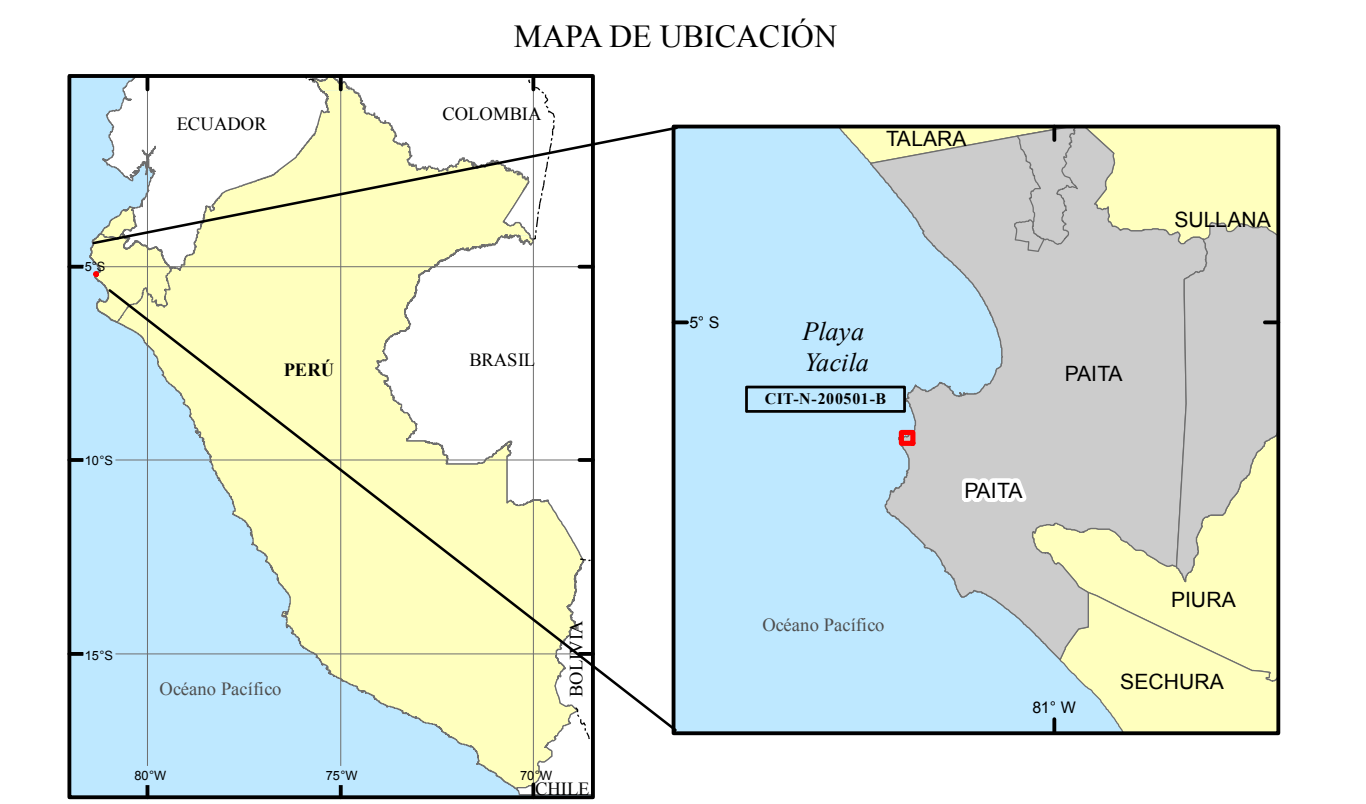 MAPA DE UBICACIÓN
ECUADOR
COLOMBIA
5°S
PERÚ
BRASIL
10°S
15°S
BOLIVIA
Océano Pacífico
80°W
75°W
70°W
CHILE
TALARA
SULLANA
5° S
Playa
Yacila
PAITA
CIT-N-200501-B
PAITA
PIURA
Océano Pacífico
SECHURA
81° W